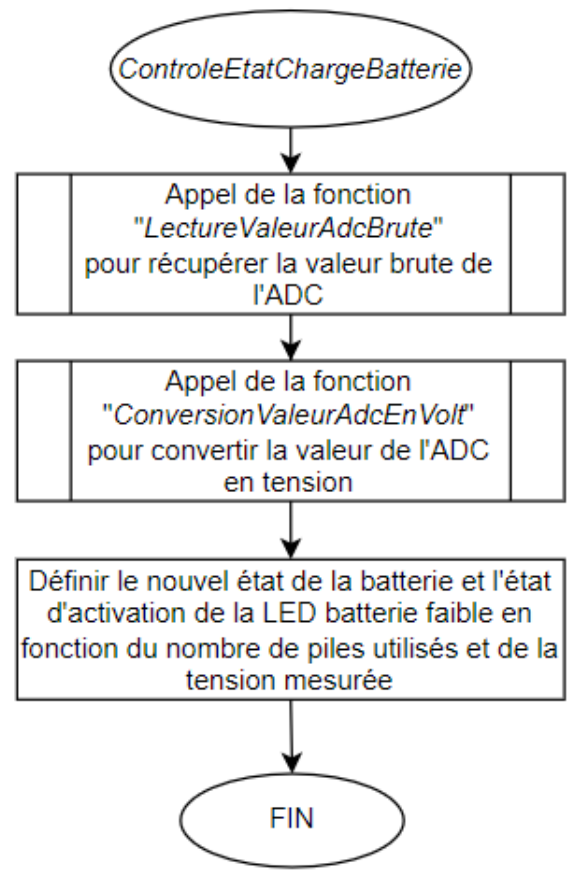 ControleEtatChargeBatterie
Appel de la fonction
"LectureValeurAdcBrute"
pour récupérer la valeur brute de
l'ADC
Appel de la fonction
"ConversionValeurAdcEnVolt"
pour convertir la valeur de l'ADC
en tension
Définir le nouvel état de la batterie et l'état
d'activation de la LED batterie faible en
fonction du nombre de piles utilisés et de la
tension mesurée
FIN